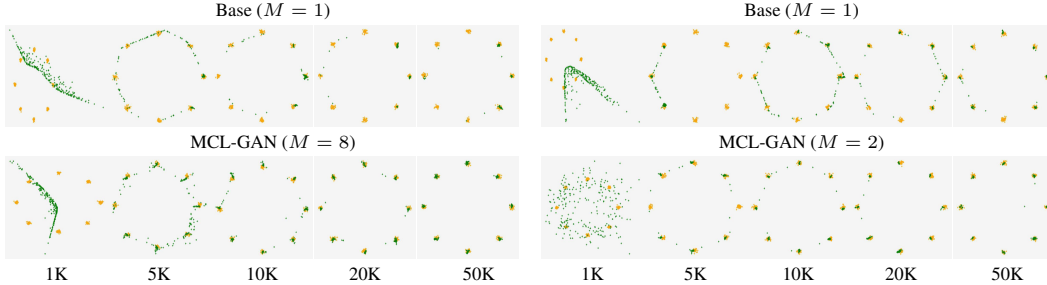 Base (M = 1)
Base (M = 1)
MCL-GAN (M = 8)
MCL-GAN (M = 2)
1K 5K 10K 20K 50K
1K 5K 10K 20K 50K